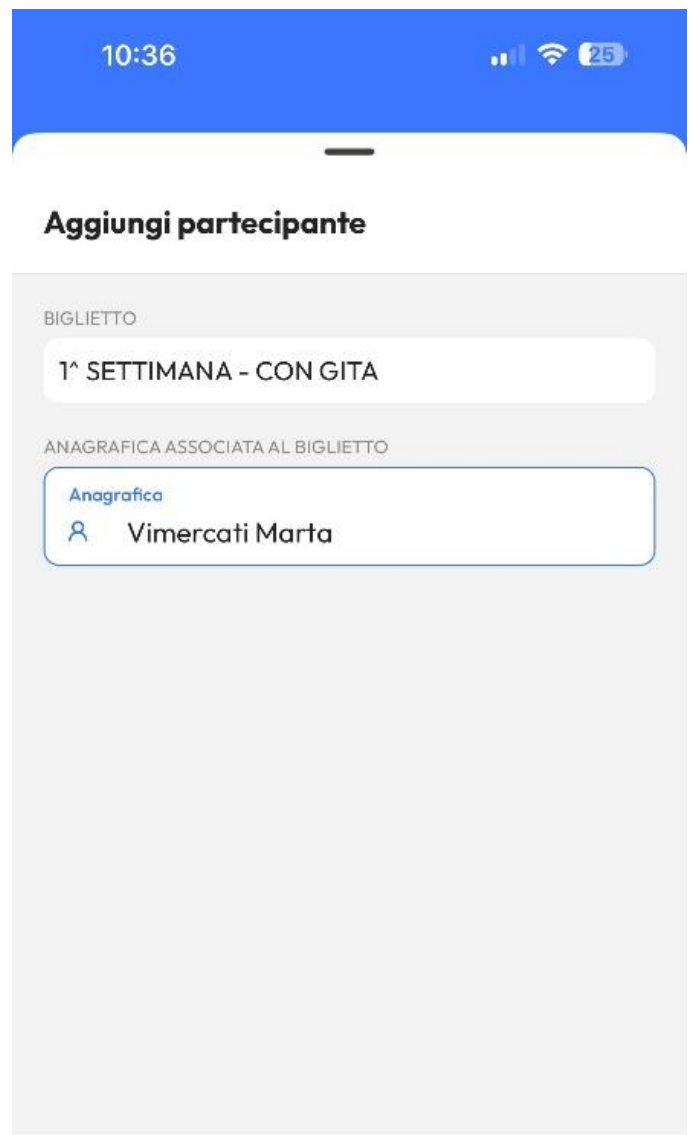 10:36
25
Aggiungi partecipante
BIGLIETTO
1^ SETTIMANA - CON GITA
ANAGRAFICA ASSOCIATA AL BIGLIETTO
Anagrafica
Vimercati Marta